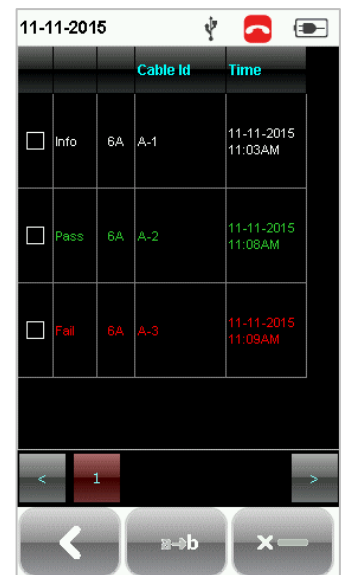 11-11-2015
Cable Id Time
Info 6A A-1 11-11-2015
11:03AM
Pass 6A A-2 11-11-2015
11:08AM
Fail 6A A-3 11-11-2015
11:09AM
< 1 >
a⇒b
×